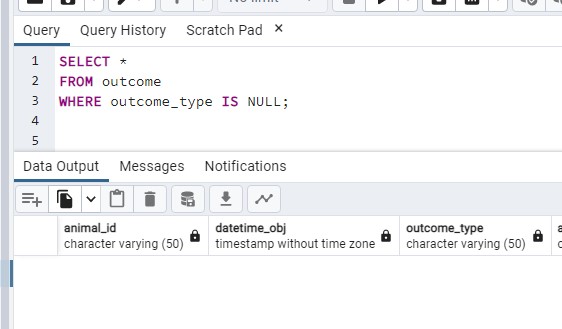 No limit
Query Query History Scratch Pad ×
1 SELECT *
2 FROM outcome
3 WHERE outcome_type IS NULL;
4
5
Data Output Messages Notifications
animal_id datetime_obj outcome_type
character varying (50) timestamp without time zone character varying (50)